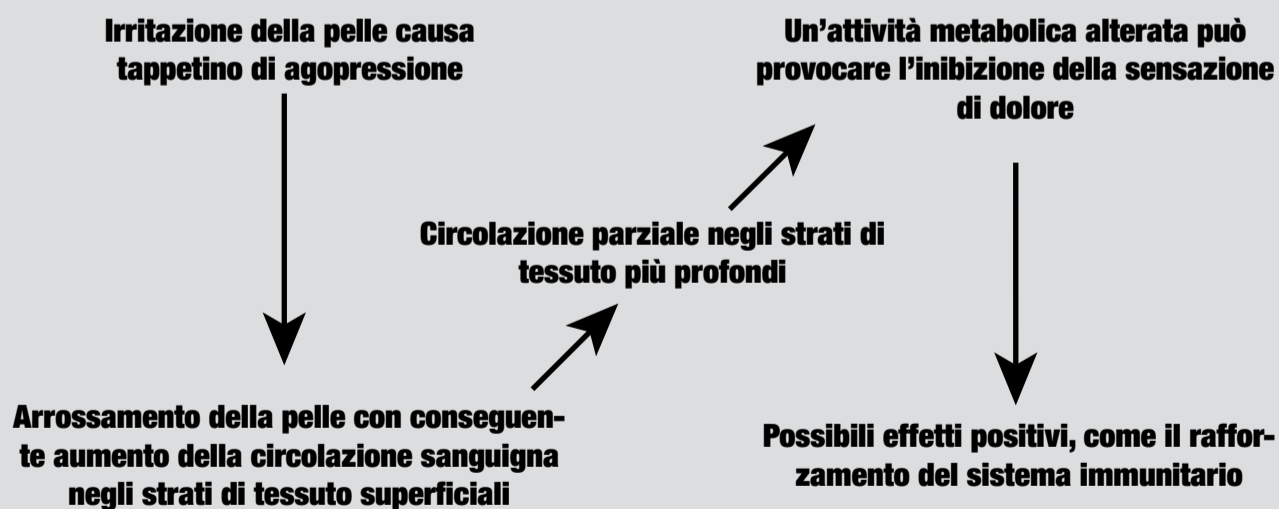 Irritazione della pelle causa
tappetino di agopressione
Arrossamento della pelle con conseguen-
te aumento della circolazione sanguigna
negli strati di tessuto superficiali
Circolazione parziale negli strati di
tessuto più profondi
Un'attività metabolica alterata può
provocare l'inibizione della sensazione
di dolore
Possibili effetti positivi, come il raffor-
zamento del sistema immunitario